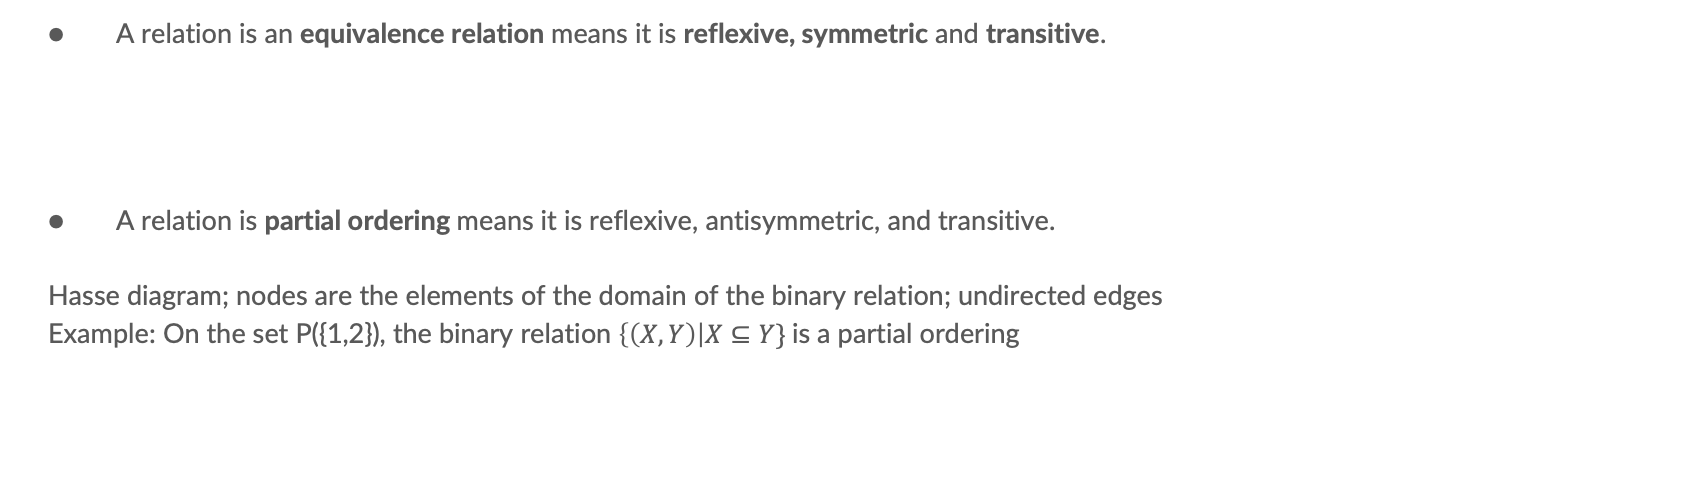 ● A relation is an equivalence relation means it is reflexive, symmetric and transitive.
● A relation is partial ordering means it is reflexive, antisymmetric, and transitive.
Hasse diagram; nodes are the elements of the domain of the binary relation; undirected edges
Example: On the set P({1,2}), the binary relation {(X, Y)|X ⊆ Y} is a partial ordering